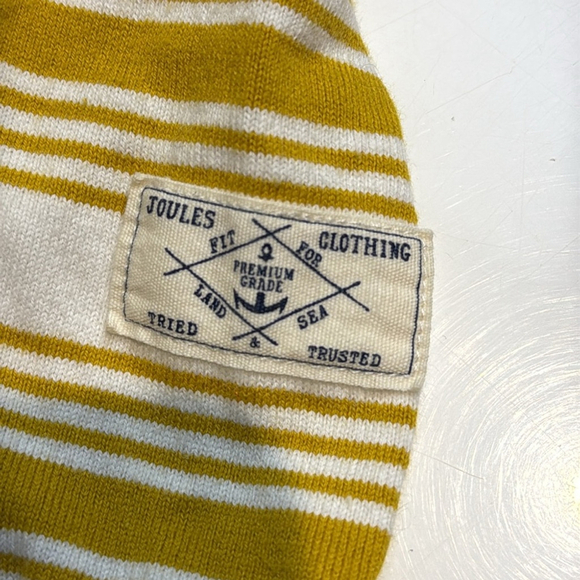 JOULES CLOTHING
FIT FOR
PREMIUM
GRADE
LAND SEA
TRIED & TRUSTED